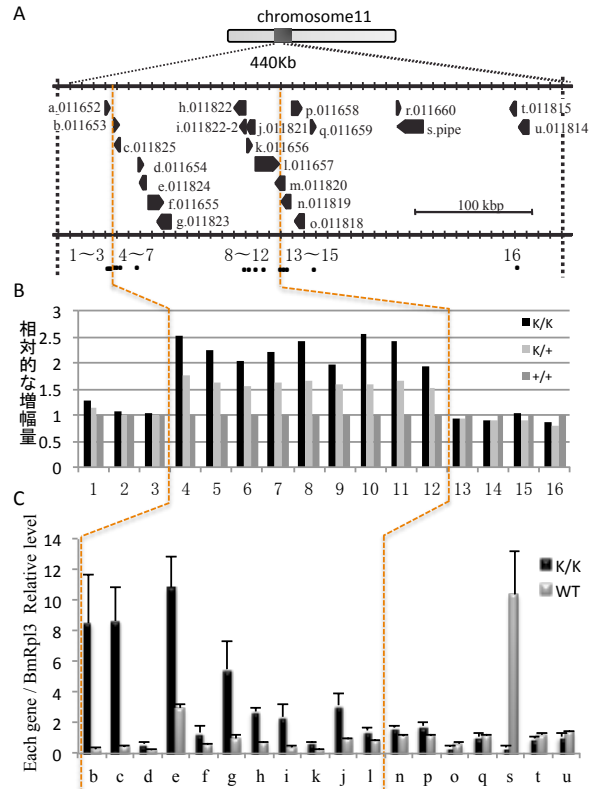 A
chromosome11
440Kb
a.011652
h.011822
p.011658
r.011660
t.011815
b.011653
i.011822-2
j.011821
q.011659
s.pipe
u.011814
c.011825
k.011656
d.011654
l.011657
e.011824
m.011820
f.011655
n.011819
g.011823
o.011818
100 kbp
1〜3
4〜7
8〜12
13〜15
16
B
相対的な増幅量
3
2.5
2
1.5
1
0.5
0
K/K
K/+
+/+
1 2 3 4 5 6 7 8 9 10 11 12 13 14 15 16
C
Each gene / BmRpl3 Relative level
14
12
10
8
6
4
2
0
K/K
WT
b c d e f g h i k j l n p o q s t u